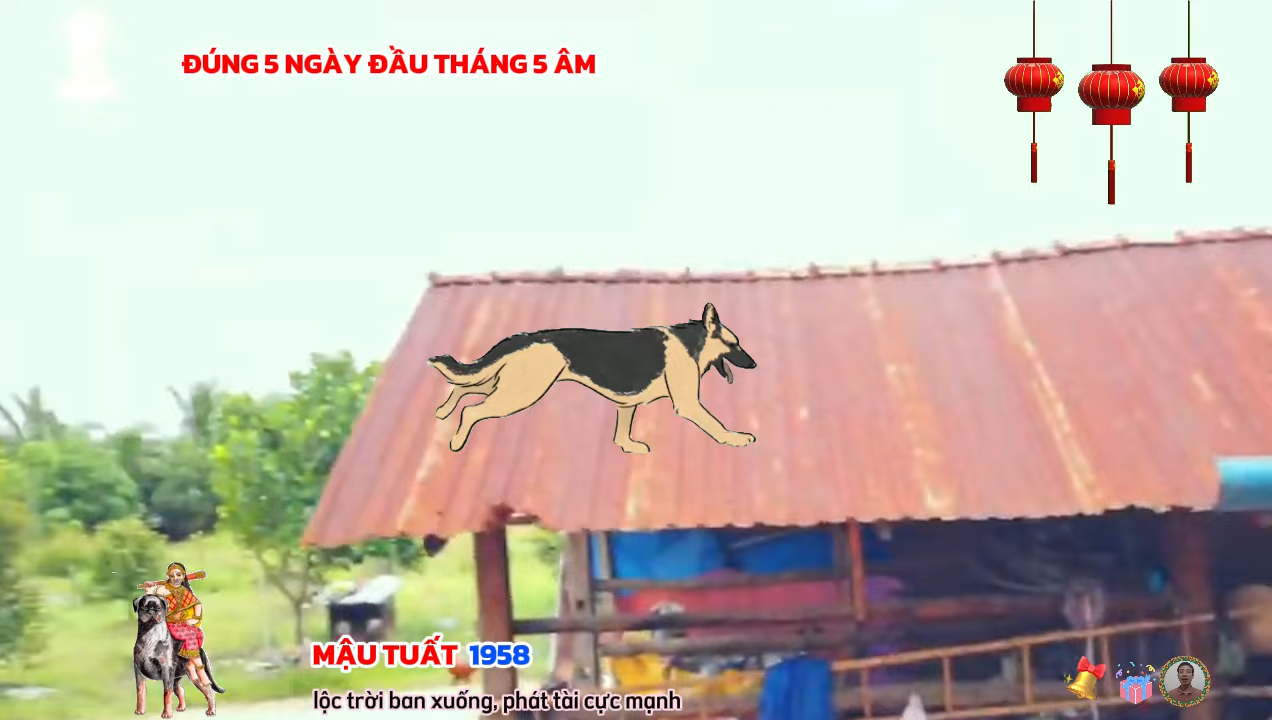 ĐÚNG 5 NGÀY ĐẦU THÁNG 5 ÂM
MẬU TUẤT 1958
lộc trời ban xuống, phát tài cực mạnh